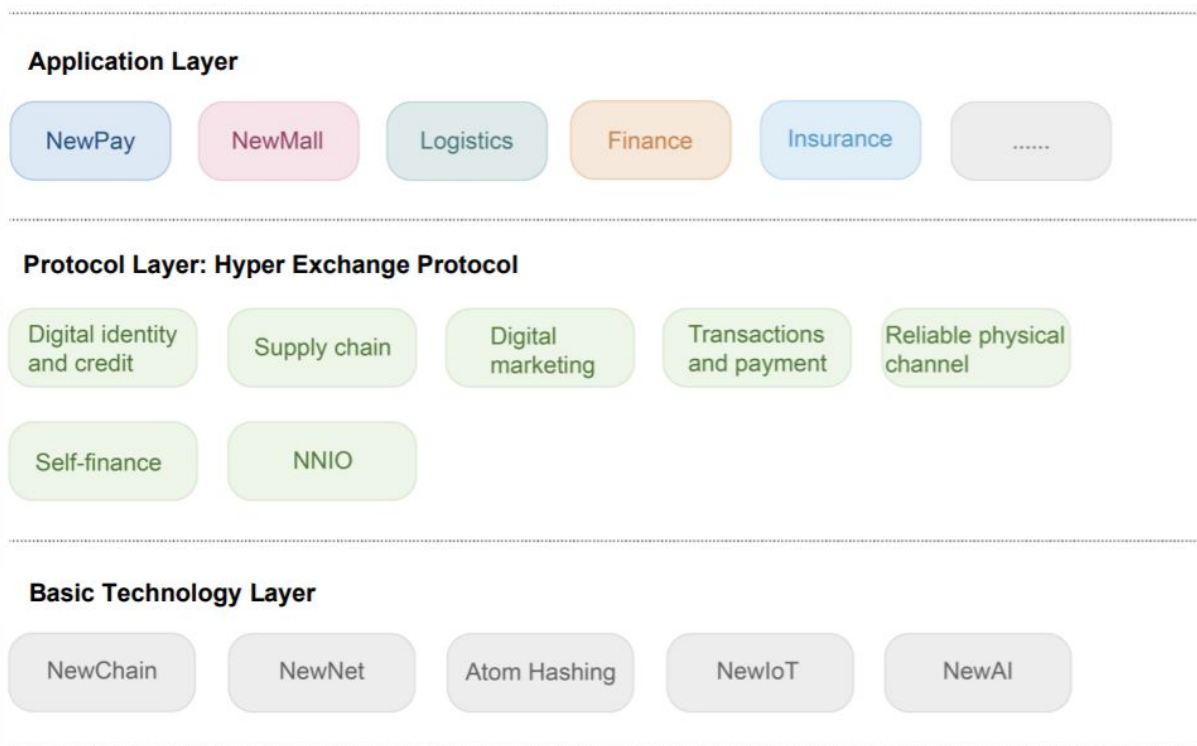 Application Layer
NewPay
NewMall
Logistics
Finance
Insurance
......
Protocol Layer: Hyper Exchange Protocol
Digital identity
and credit
Supply chain
Digital
marketing
Transactions
and payment
Reliable physical
channel
Self-finance
NNIO
Basic Technology Layer
NewChain
NewNet
Atom Hashing
NewIoT
NewAI